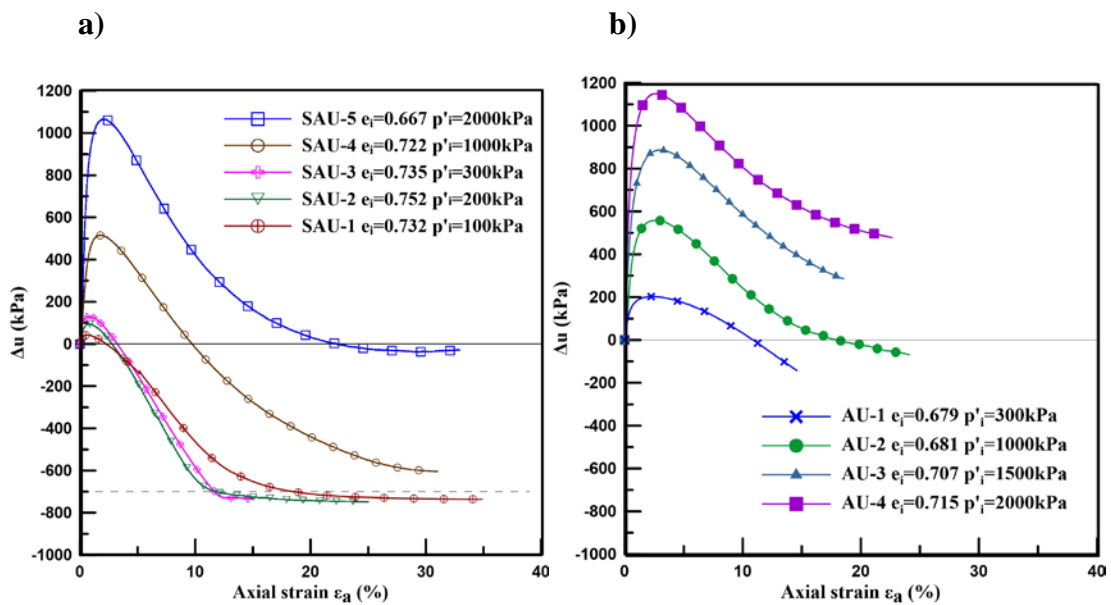 a)
1200
1000
800
600
400
200
0
-200
-400
-600
-800
-1000
Δu (kPa)
SAU-5 eᵢ=0.667 p'ᵢ=2000kPa
SAU-4 eᵢ=0.722 p'ᵢ=1000kPa
SAU-3 eᵢ=0.735 p'ᵢ=300kPa
SAU-2 eᵢ=0.752 p'ᵢ=200kPa
SAU-1 eᵢ=0.732 p'ᵢ=100kPa
0 10 20 30 40
Axial strain εₐ (%)
b)
1200
1000
800
600
400
200
0
-200
-400
-600
-800
-1000
Δu (kPa)
AU-1 eᵢ=0.679 p'ᵢ=300kPa
AU-2 eᵢ=0.681 p'ᵢ=1000kPa
AU-3 eᵢ=0.707 p'ᵢ=1500kPa
AU-4 eᵢ=0.715 p'ᵢ=2000kPa
0 10 20 30 40
Axial strain εₐ (%)